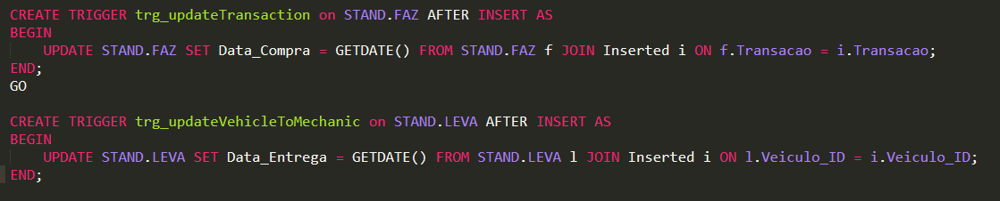 CREATE TRIGGER trg_updateTransaction on STAND.FAZ AFTER INSERT AS
BEGIN
    UPDATE STAND.FAZ SET Data_Compra = GETDATE() FROM STAND.FAZ f JOIN Inserted i ON f.Transacao = i.Transacao;
END;
GO

CREATE TRIGGER trg_updateVehicleToMechanic on STAND.LEVA AFTER INSERT AS
BEGIN
    UPDATE STAND.LEVA SET Data_Entrega = GETDATE() FROM STAND.LEVA l JOIN Inserted i ON l.Veiculo_ID = i.Veiculo_ID;
END;